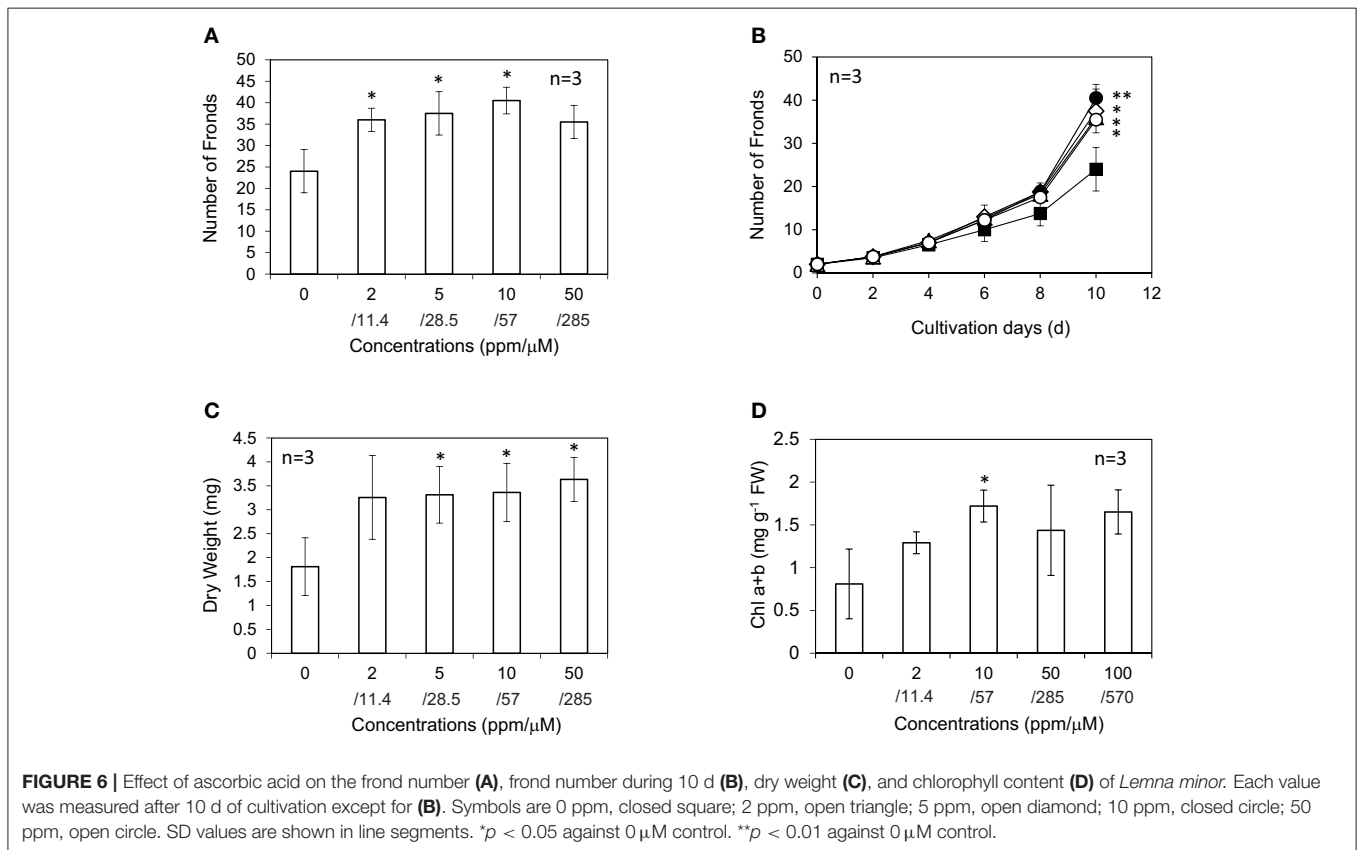 A
Number of Fronds
50
45
40
35
30
25
20
15
10
5
0
* * *
n=3
0 2 5 10 50
/11.4 /28.5 /57 /285
Concentrations (ppm/μM)
B
Number of Fronds
50
40
30
20
10
0
n=3
**
*
*
*
0 2 4 6 8 10 12
Cultivation days (d)
C
Dry Weight (mg)
4.5
4
3.5
3
2.5
2
1.5
1
0.5
0
n=3
* * *
0 2 5 10 50
/11.4 /28.5 /57 /285
Concentrations (ppm/μM)
D
Chl a+b (mg g⁻¹ FW)
2.5
2
1.5
1
0.5
0
*
n=3
0 2 10 50 100
/11.4 /57 /285 /570
Concentrations (ppm/μM)
FIGURE 6 | Effect of ascorbic acid on the frond number (A), frond number during 10 d (B), dry weight (C), and chlorophyll content (D) of Lemna minor. Each value
was measured after 10 d of cultivation except for (B). Symbols are 0 ppm, closed square; 2 ppm, open triangle; 5 ppm, open diamond; 10 ppm, closed circle; 50
ppm, open circle. SD values are shown in line segments. *p < 0.05 against 0 μM control. **p < 0.01 against 0 μM control.